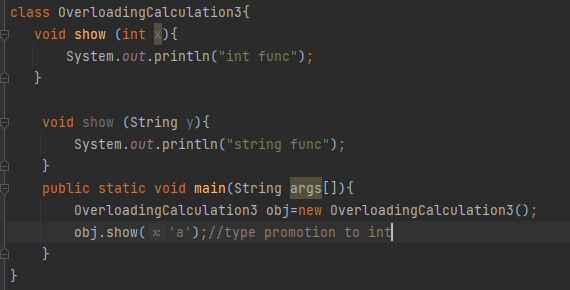 class OverloadingCalculation3{
void show (int x){
System.out.println("int func");
}
void show (String y){
System.out.println("string func");
}
public static void main(String args[]){
OverloadingCalculation3 obj=new OverloadingCalculation3();
obj.show( x: 'a');//type promotion to int
}
}